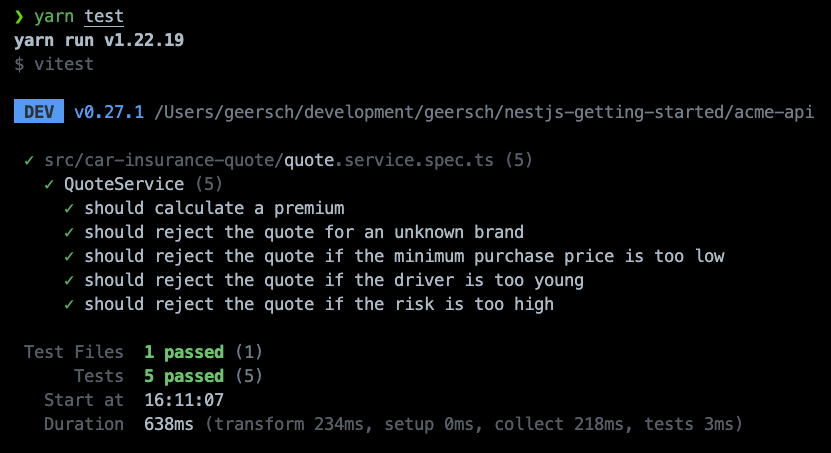 ❯ yarn test
yarn run v1.22.19
$ vitest
DEV v0.27.1 /Users/geersch/development/geersch/nestjs-getting-started/acme-api
✓ src/car-insurance-quote/quote.service.spec.ts (5)
✓ QuoteService (5)
✓ should calculate a premium
✓ should reject the quote for an unknown brand
✓ should reject the quote if the minimum purchase price is too low
✓ should reject the quote if the driver is too young
✓ should reject the quote if the risk is too high
Test Files 1 passed (1)
Tests 5 passed (5)
Start at 16:11:07
Duration 638ms (transform 234ms, setup 0ms, collect 218ms, tests 3ms)